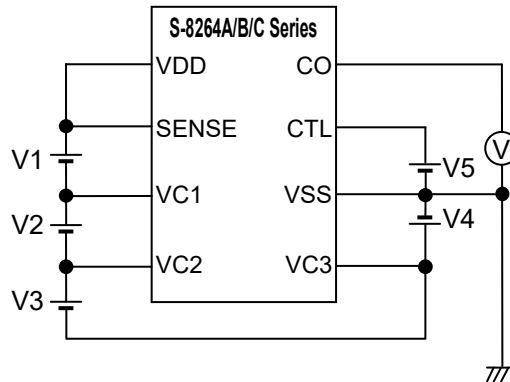 S-8264A/B/C Series
VDD CO
SENSE CTL
V1
V
V5
VC1 VSS
V2
V4
VC2 VC3
V3